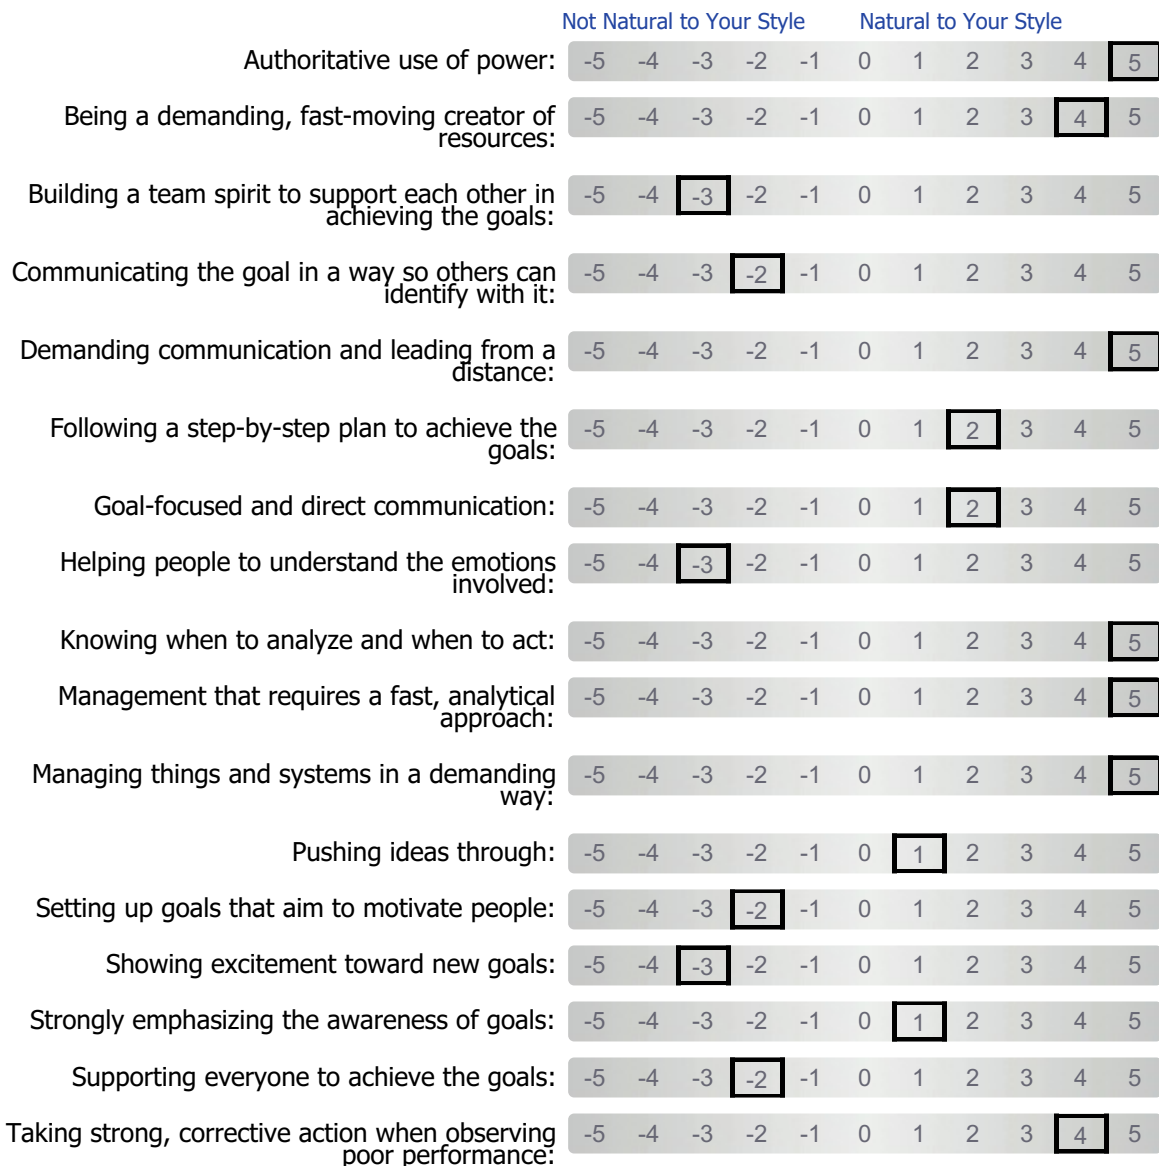 Not Natural to Your Style Natural to Your Style
Authoritative use of power: -5 -4 -3 -2 -1 0 1 2 3 4 5
Being a demanding, fast-moving creator of
resources: -5 -4 -3 -2 -1 0 1 2 3 4 5
Building a team spirit to support each other in
achieving the goals: -5 -4 -3 -2 -1 0 1 2 3 4 5
Communicating the goal in a way so others can
identify with it: -5 -4 -3 -2 -1 0 1 2 3 4 5
Demanding communication and leading from a
distance: -5 -4 -3 -2 -1 0 1 2 3 4 5
Following a step-by-step plan to achieve the
goals: -5 -4 -3 -2 -1 0 1 2 3 4 5
Goal-focused and direct communication: -5 -4 -3 -2 -1 0 1 2 3 4 5
Helping people to understand the emotions
involved: -5 -4 -3 -2 -1 0 1 2 3 4 5
Knowing when to analyze and when to act: -5 -4 -3 -2 -1 0 1 2 3 4 5
Management that requires a fast, analytical
approach: -5 -4 -3 -2 -1 0 1 2 3 4 5
Managing things and systems in a demanding
way: -5 -4 -3 -2 -1 0 1 2 3 4 5
Pushing ideas through: -5 -4 -3 -2 -1 0 1 2 3 4 5
Setting up goals that aim to motivate people: -5 -4 -3 -2 -1 0 1 2 3 4 5
Showing excitement toward new goals: -5 -4 -3 -2 -1 0 1 2 3 4 5
Strongly emphasizing the awareness of goals: -5 -4 -3 -2 -1 0 1 2 3 4 5
Supporting everyone to achieve the goals: -5 -4 -3 -2 -1 0 1 2 3 4 5
Taking strong, corrective action when observing
poor performance: -5 -4 -3 -2 -1 0 1 2 3 4 5